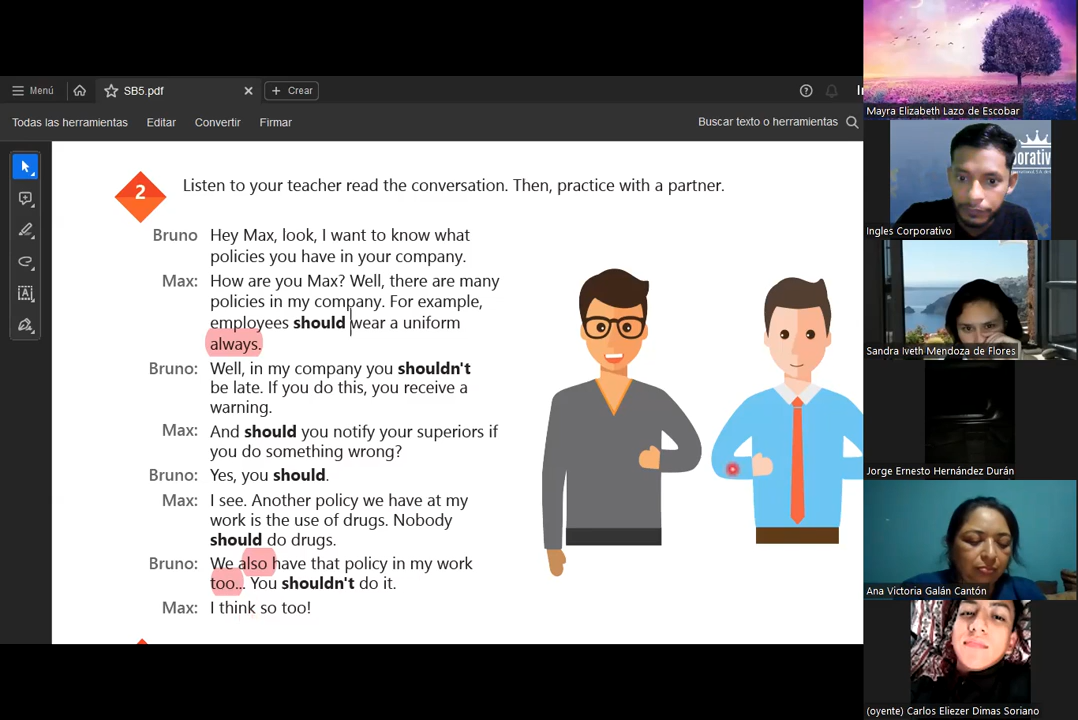 Menú
SB5.pdf
Crear
Todas las herramientas
Editar
Convertir
Firmar
Buscar texto o herramientas
2
Listen to your teacher read the conversation. Then, practice with a partner.
Bruno Hey Max, look, I want to know what
policies you have in your company.
Max: How are you Max? Well, there are many
policies in my company. For example,
employees should wear a uniform
always.
Bruno: Well, in my company you shouldn't
be late. If you do this, you receive a
warning.
Max: And should you notify your superiors if
you do something wrong?
Bruno: Yes, you should.
Max: I see. Another policy we have at my
work is the use of drugs. Nobody
should do drugs.
Bruno: We also have that policy in my work
too... You shouldn't do it.
Max: I think so too!
Mayra Elizabeth Lazo de Escobar
Ingles Corporativo
Sandra Iveth Mendoza de Flores
Jorge Ernesto Hernández Durán
Ana Victoria Galán Cantón
(oyente) Carlos Eliezer Dimas Soriano